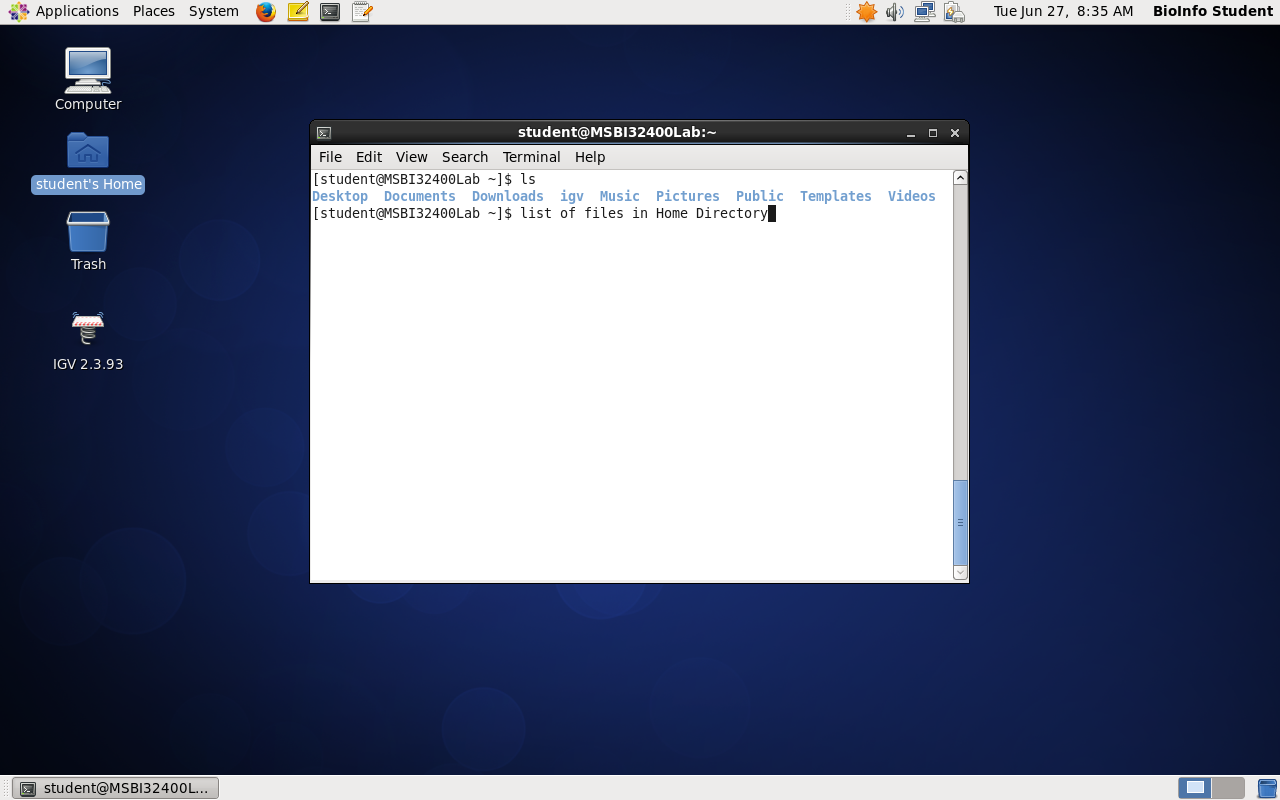 Applications Places System Tue Jun 27, 8:35 AM BioInfo Student
Computer
student's Home
Trash
IGV 2.3.93
student@MSBI32400Lab:~
File Edit View Search Terminal Help
[student@MSBI32400Lab ~]$ ls
Desktop Documents Downloads igv Music Pictures Public Templates Videos
[student@MSBI32400Lab ~]$ list of files in Home Directory
student@MSBI32400L...